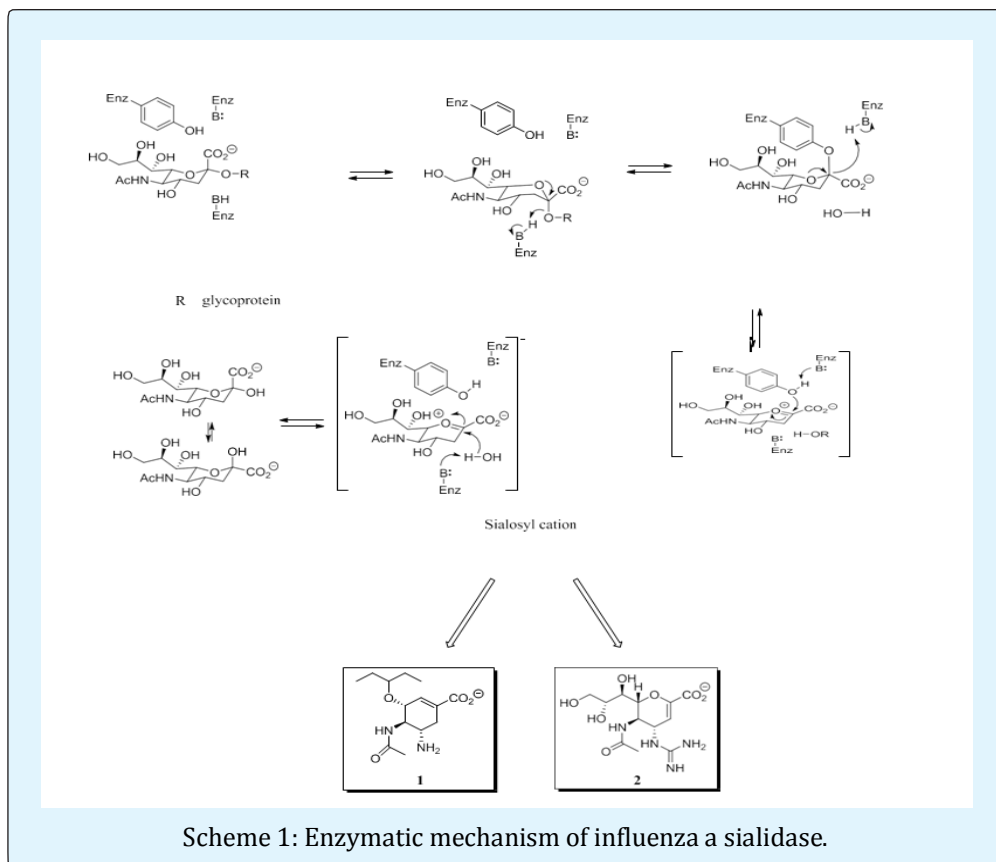 Enz
OH
Enz
B:
HO
OH
OH
CO2⊖
O
O-R
AcHN
HO
BH
Enz
Enz
OH
Enz
B:
HO
OH
OH
O
CO2⊖
AcHN
HO
O-R
H
B
Enz
Enz
O
Enz
H-B
HO
OH
OH
O
CO2⊖
AcHN
HO
HO—H
R glycoprotein
HO
OH
OH
CO2⊖
O
OH
AcHN
HO
HO
OH
OH
OH
O
CO2⊖
AcHN
HO
Enz
B:
Enz
H
O
HO
OH
OH
⊕
O
CO2⊖
AcHN
HO
H-OH
B
Enz
−
Enz
B:
Enz
H
O
HO
OH
OH
⊕
O
CO2⊖
AcHN
HO
B:
Enz
H-OR
Sialosyl cation
O
CO2⊖
HN
O
NH2
1
OH
H
HO
OH
O
CO2⊖
HN
O
HN
NH2
NH
2
Scheme 1: Enzymatic mechanism of influenza a sialidase.